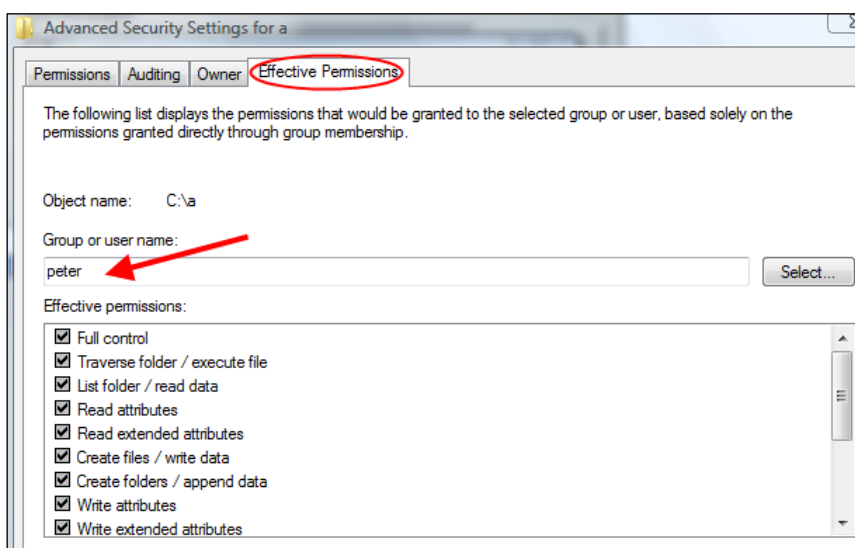 Advanced Security Settings for a
Permissions Auditing Owner Effective Permissions
The following list displays the permissions that would be granted to the selected group or user, based solely on the
permissions granted directly through group membership.
Object name: C:\a
Group or user name:
peter
Select...
Effective permissions:
Full control
Traverse folder / execute file
List folder / read data
Read attributes
Read extended attributes
Create files / write data
Create folders / append data
Write attributes
Write extended attributes